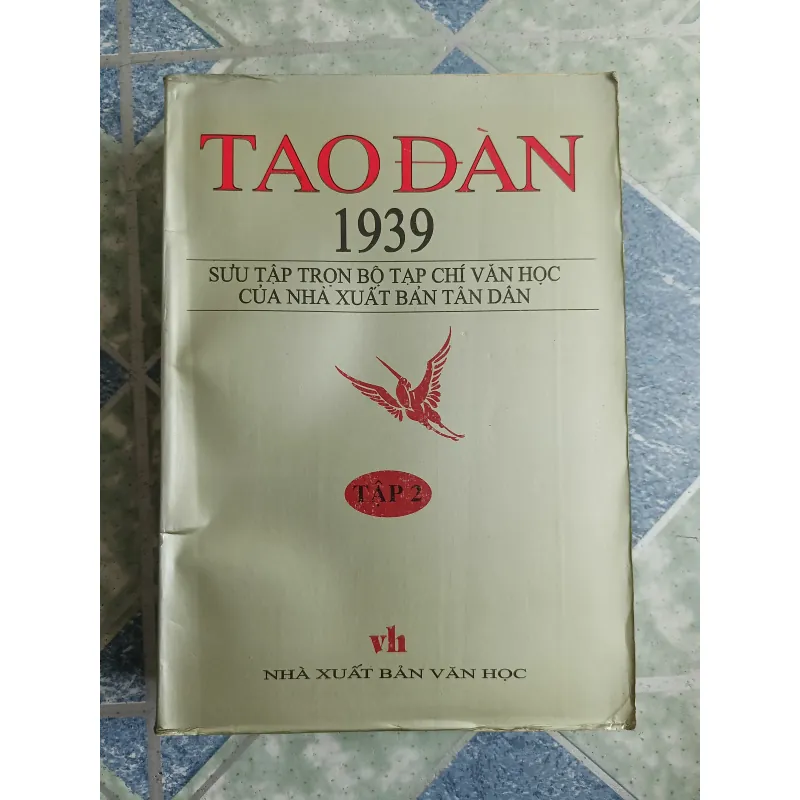 TAO ĐÀN
1939
SƯU TẬP TRỌN BỘ TẠP CHÍ VĂN HỌC
CỦA NHÀ XUẤT BẢN TÂN DÂN
TẬP 2
vh
NHÀ XUẤT BẢN VĂN HỌC